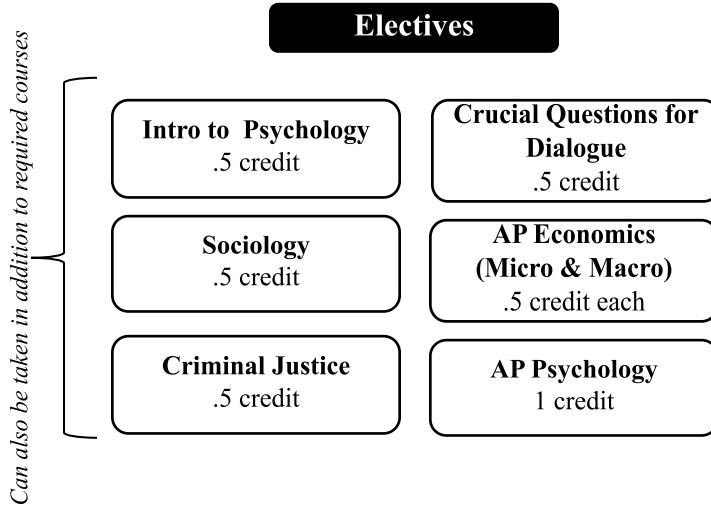 Electives
Can also be taken in addition to required courses
Intro to  Psychology
.5 credit
Crucial Questions for
Dialogue
.5 credit
Sociology
.5 credit
AP Economics
(Micro & Macro)
.5 credit each
Criminal Justice
.5 credit
AP Psychology
1 credit